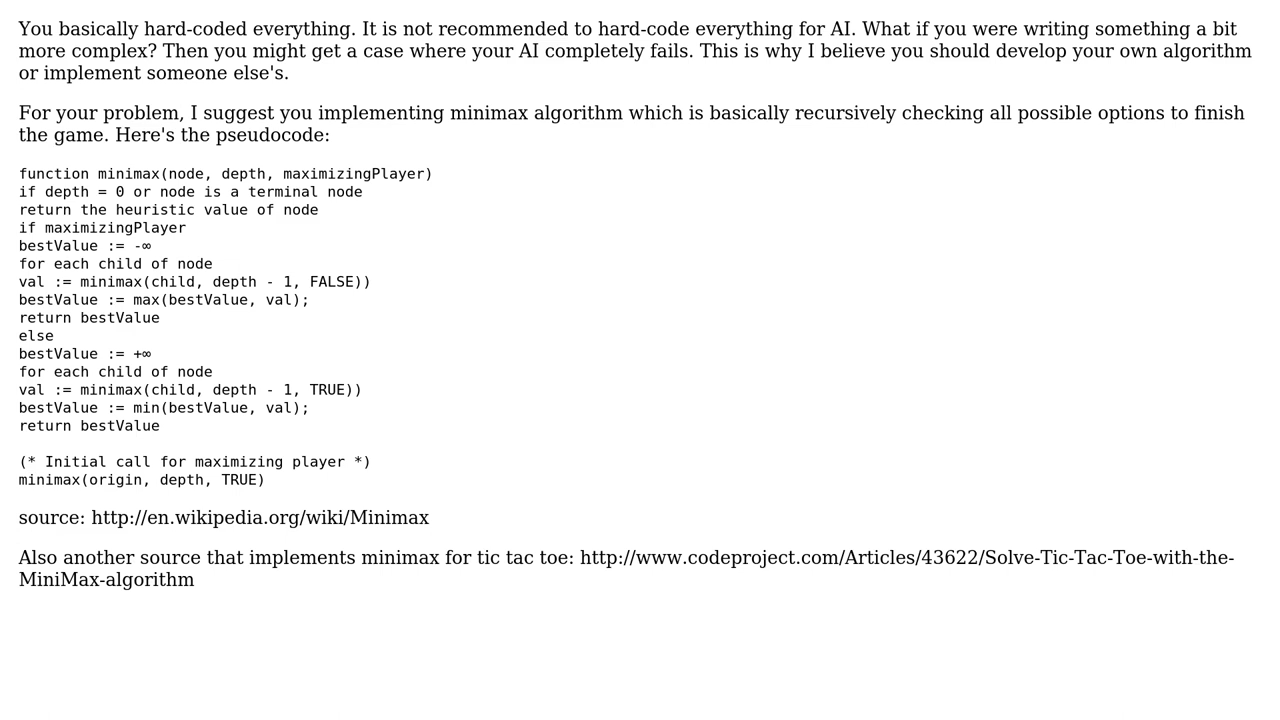 You basically hard-coded everything. It is not recommended to hard-code everything for AI. What if you were writing something a bit
more complex? Then you might get a case where your AI completely fails. This is why I believe you should develop your own algorithm
or implement someone else's.
For your problem, I suggest you implementing minimax algorithm which is basically recursively checking all possible options to finish
the game. Here's the pseudocode:
function minimax(node, depth, maximizingPlayer)
if depth = 0 or node is a terminal node
return the heuristic value of node
if maximizingPlayer
bestValue := -∞
for each child of node
val := minimax(child, depth - 1, FALSE))
bestValue := max(bestValue, val);
return bestValue
else
bestValue := +∞
for each child of node
val := minimax(child, depth - 1, TRUE))
bestValue := min(bestValue, val);
return bestValue
(* Initial call for maximizing player *)
minimax(origin, depth, TRUE)
source: http://en.wikipedia.org/wiki/Minimax
Also another source that implements minimax for tic tac toe: http://www.codeproject.com/Articles/43622/Solve-Tic-Tac-Toe-with-the-
MiniMax-algorithm